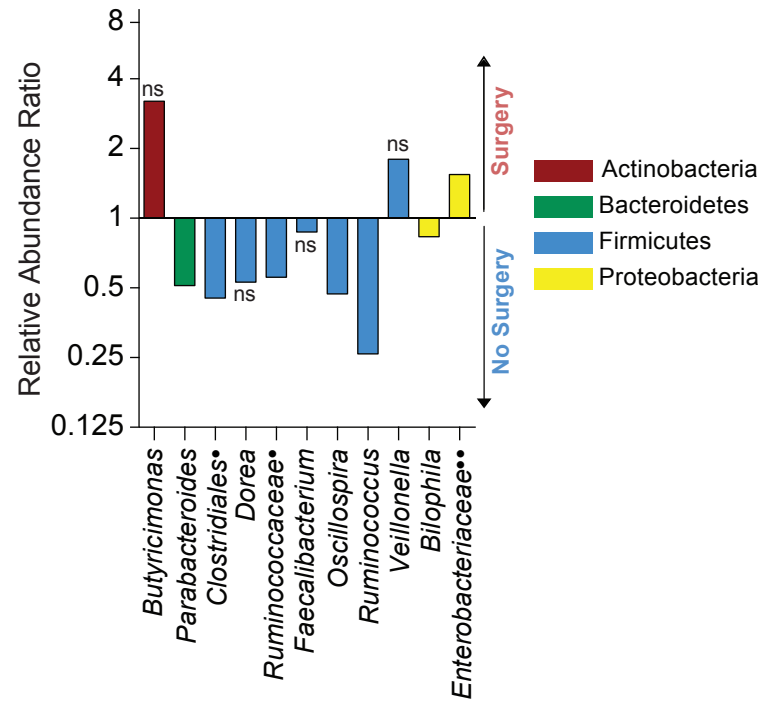 Relative Abundance Ratio
8
4
2
1
0.5
0.25
0.125
ns
ns
ns
ns
Surgery
No Surgery
Actinobacteria
Bacteroidetes
Firmicutes
Proteobacteria
Butyricimonas
Parabacteroides
Clostridiales•
Dorea
Ruminococcaceae•
Faecalibacterium
Oscillospira
Ruminococcus
Veillonella
Bilophila
Enterobacteriaceae••